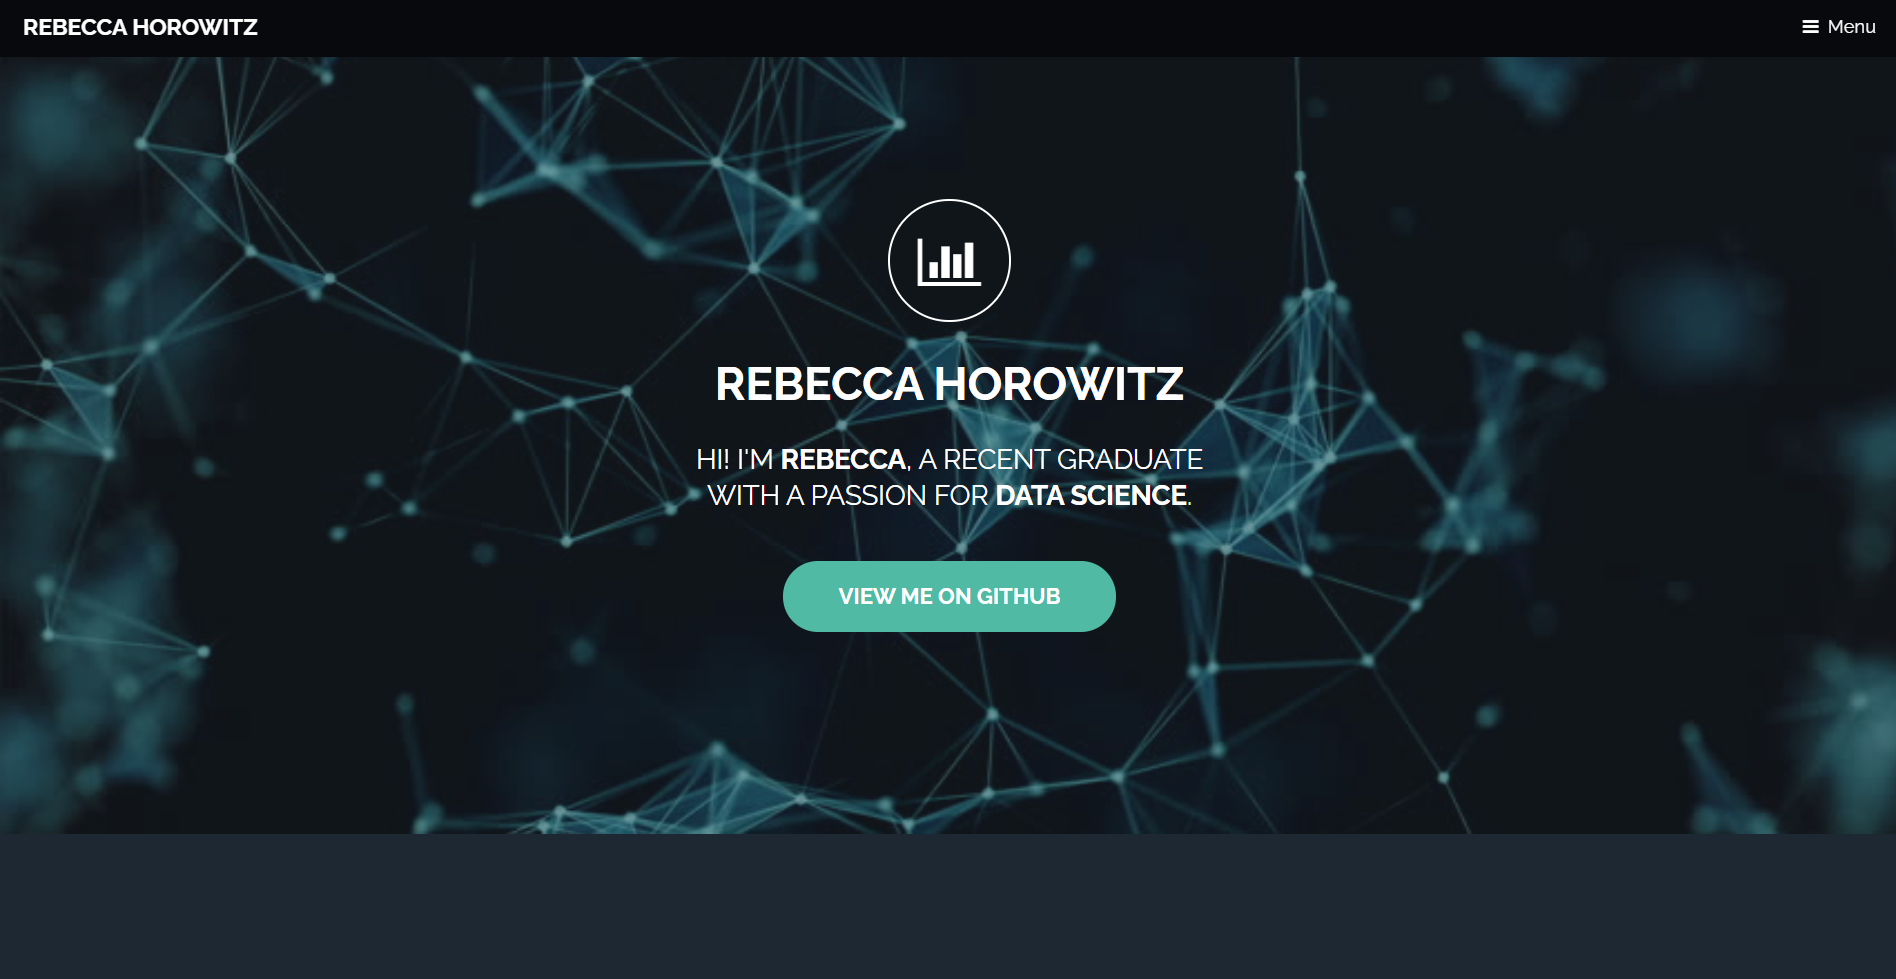 REBECCA HOROWITZ
Menu
REBECCA HOROWITZ
HI! I'M REBECCA, A RECENT GRADUATE
WITH A PASSION FOR DATA SCIENCE.
VIEW ME ON GITHUB